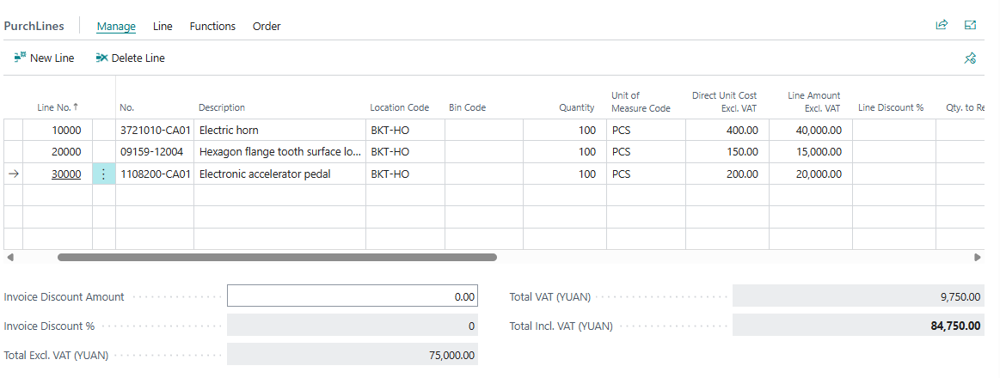 PurchLines Manage Line Functions Order
New Line Delete Line
Line No.↑ No. Description Location Code Bin Code Quantity Unit of Measure Code Direct Unit Cost Excl. VAT Line Amount Excl. VAT Line Discount % Qty. to Re
10000 3721010-CA01 Electric horn BKT-HO 100 PCS 400.00 40,000.00
20000 09159-12004 Hexagon flange tooth surface lo... BKT-HO 100 PCS 150.00 15,000.00
30000 1108200-CA01 Electronic accelerator pedal BKT-HO 100 PCS 200.00 20,000.00
Invoice Discount Amount 0.00 Total VAT (YUAN) 9,750.00
Invoice Discount % 0 Total Incl. VAT (YUAN) 84,750.00
Total Excl. VAT (YUAN) 75,000.00